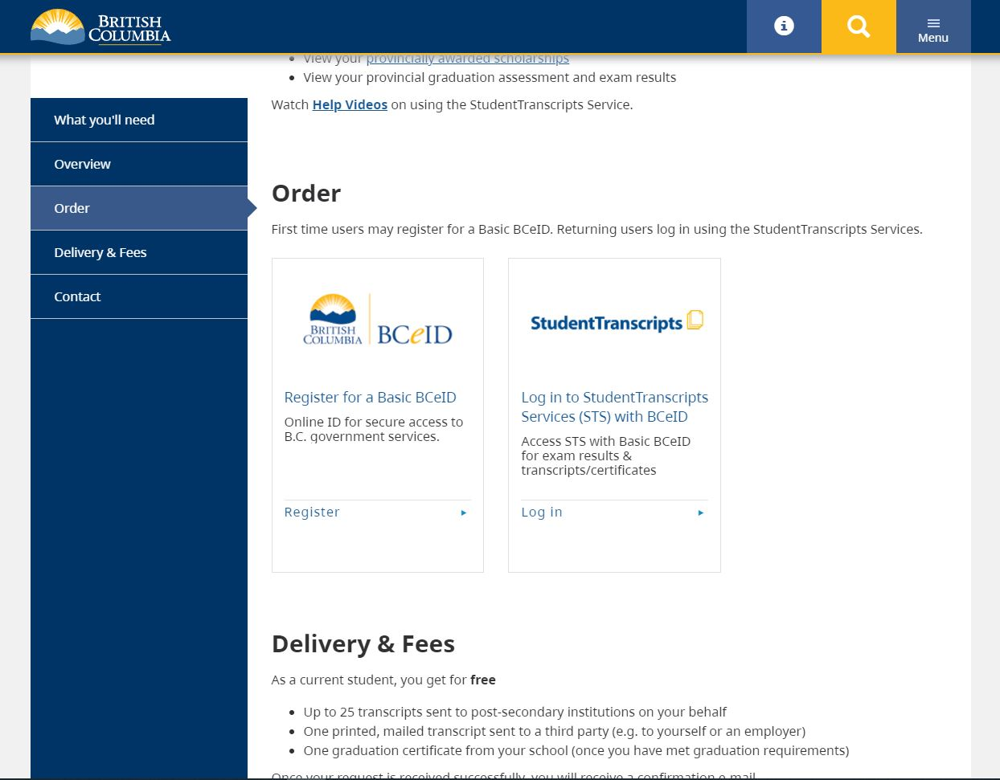 BRITISH
COLUMBIA
Menu
View your provincially awarded scholarships
View your provincial graduation assessment and exam results
Watch Help Videos on using the StudentTranscripts Service.
What you'll need
Overview
Order
Delivery & Fees
Contact
Order
First time users may register for a Basic BCeID. Returning users log in using the StudentTranscripts Services.
BRITISH
COLUMBIA
BCeID
Register for a Basic BCeID
Online ID for secure access to
B.C. government services.
Register
StudentTranscripts
Log in to StudentTranscripts
Services (STS) with BCeID
Access STS with Basic BCeID
for exam results &
transcripts/certificates
Log in
Delivery & Fees
As a current student, you get for free
Up to 25 transcripts sent to post-secondary institutions on your behalf
One printed, mailed transcript sent to a third party (e.g. to yourself or an employer)
One graduation certificate from your school (once you have met graduation requirements)
Once your request is received successfully, you will receive a confirmation e-mail